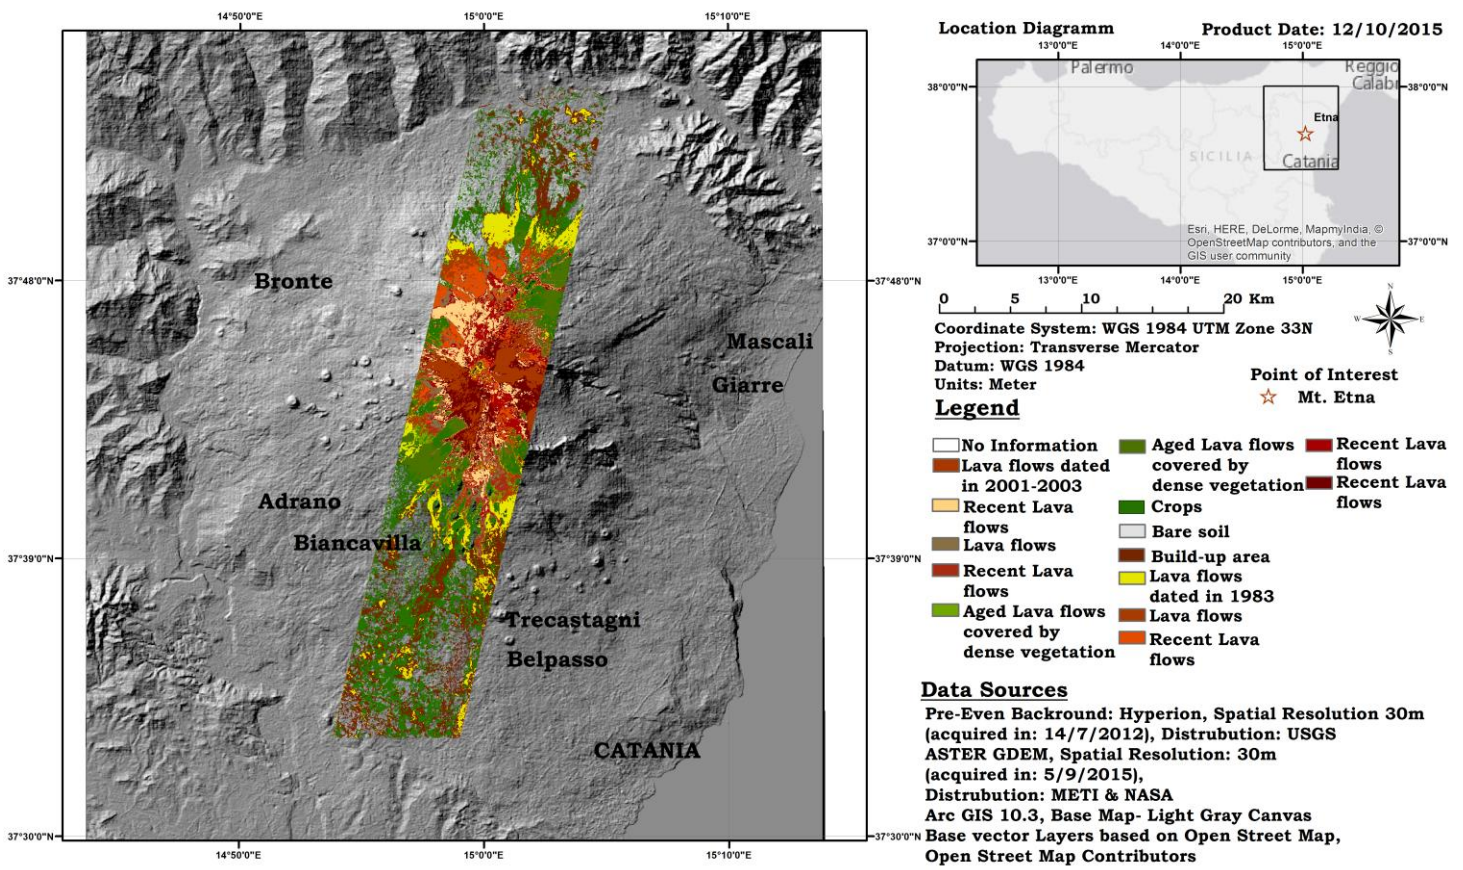 14°50'0"E 15°0'0"E 15°10'0"E
37°48'0"N
37°39'0"N
37°30'0"N
Bronte
Mascali
Giarre
Adrano
Biancavilla
Trecastagni
Belpasso
CATANIA
37°48'0"N
37°39'0"N
37°30'0"N
14°50'0"E 15°0'0"E 15°10'0"E
Location Diagramm Product Date: 12/10/2015
13°0'0"E 14°0'0"E 15°0'0"E
38°0'0"N 38°0'0"N
37°0'0"N 37°0'0"N
Palermo
Reggio
Calabr
Etna
SICILIA
Catania
Esri, HERE, DeLorme, MapmyIndia, ©
OpenStreetMap contributors, and the
GIS user community
13°0'0"E 14°0'0"E 15°0'0"E
0 5 10 20 Km
N
W E
S
Coordinate System: WGS 1984 UTM Zone 33N
Projection: Transverse Mercator
Datum: WGS 1984
Units: Meter
Point of Interest
Mt. Etna
Legend
No Information
Lava flows dated
in 2001-2003
Recent Lava
flows
Lava flows
Recent Lava
flows
Aged Lava flows
covered by
dense vegetation
Aged Lava flows
covered by
dense vegetation
Crops
Bare soil
Build-up area
Lava flows
dated in 1983
Lava flows
Recent Lava
flows
Recent Lava
flows
Recent Lava
flows
Data Sources
Pre-Even Backround: Hyperion, Spatial Resolution 30m
(acquired in: 14/7/2012), Distrubution: USGS
ASTER GDEM, Spatial Resolution: 30m
(acquired in: 5/9/2015),
Distrubution: METI & NASA
Arc GIS 10.3, Base Map- Light Gray Canvas
Base vector Layers based on Open Street Map,
Open Street Map Contributors